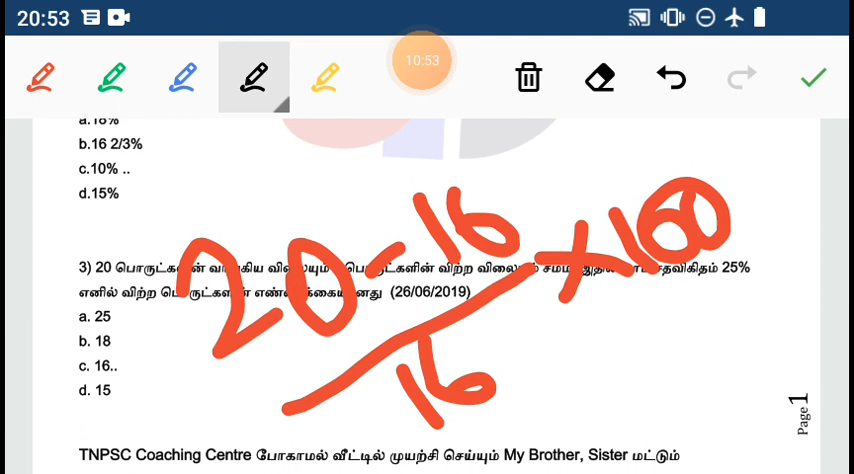 20:53
10:53
a.16%
b.16 2/3%
c.10% ..
d.15%
20-16 ×100
3) 20 பொருட்களின் வாங்கிய விலையும் பொருட்களின் விற்ற விலையும் சமம் இதில் சதவிகிதம் 25%
எனில் விற்ற பொருட்களின் எண்ணிக்கையானது (26/06/2019)
16
a. 25
b. 18
c. 16..
d. 15
Page 1
TNPSC Coaching Centre போகாமல் வீட்டில் முயற்சி செய்யும் My Brother, Sister மட்டும்